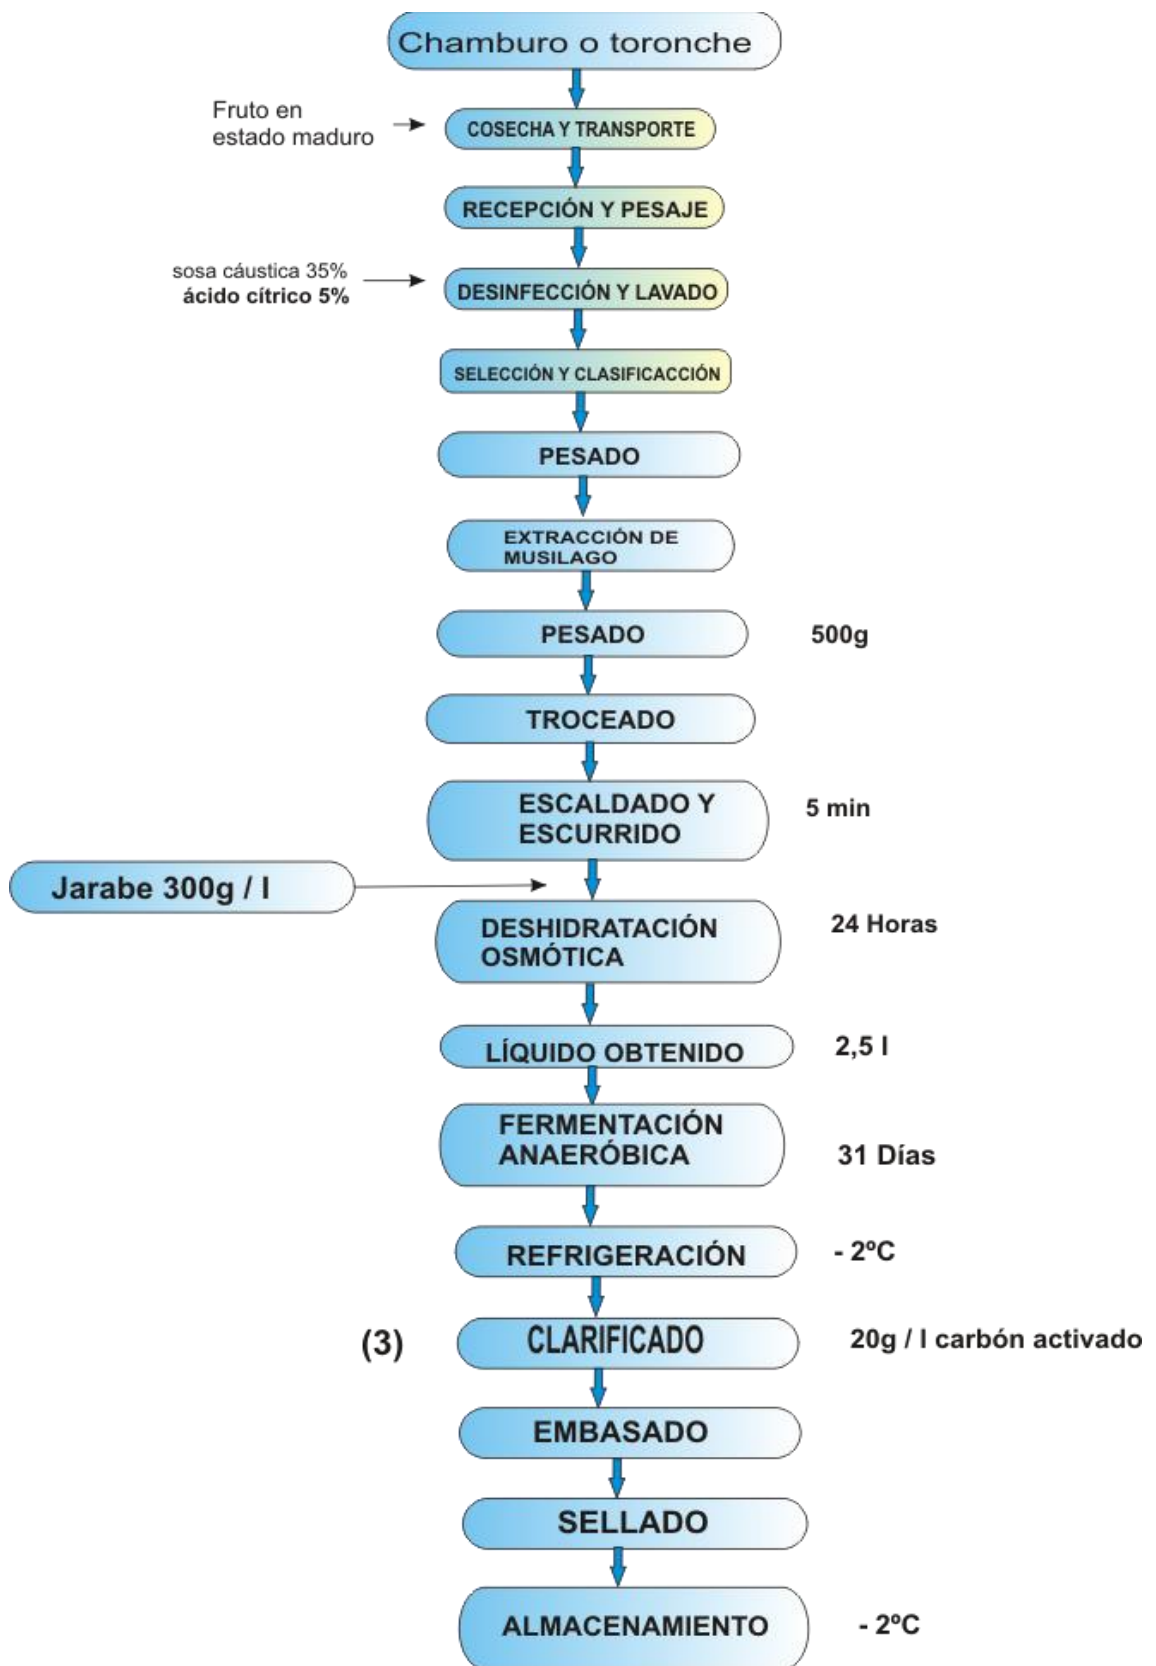 Chamburo o toronche
Fruto en
estado maduro
COSECHA Y TRANSPORTE
RECEPCIÓN Y PESAJE
sosa cáustica 35%
ácido cítrico 5%
DESINFECCIÓN Y LAVADO
SELECCIÓN Y CLASIFICACCIÓN
PESADO
EXTRACCIÓN DE
MUSILAGO
PESADO
500g
TROCEADO
ESCALDADO Y
ESCURRIDO
5 min
Jarabe 300g / l
DESHIDRATACIÓN
OSMÓTICA
24 Horas
LÍQUIDO OBTENIDO
2,5 l
FERMENTACIÓN
ANAERÓBICA
31 Días
REFRIGERACIÓN
- 2ºC
(3)
CLARIFICADO
20g / l carbón activado
EMBASADO
SELLADO
ALMACENAMIENTO
- 2ºC